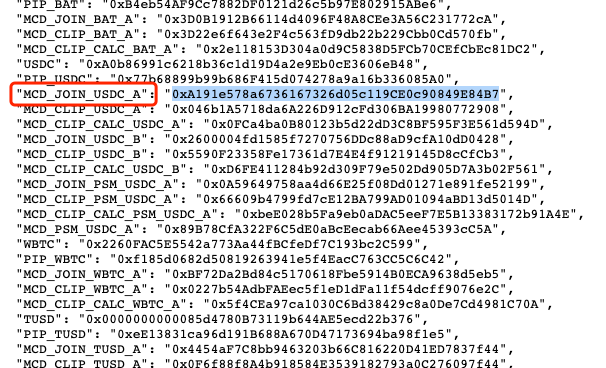 "PIP_BAT": "0xB4eb54AF9Cc7882DF0121d26c5b97E802915ABe6",
"MCD_JOIN_BAT_A": "0x3D0B1912B66114d4096F48A8CEe3A56C231772cA",
"MCD_CLIP_BAT_A": "0x3D22e6f643e2F4c563fD9db22b229Cbb0Cd570fb",
"MCD_CLIP_CALC_BAT_A": "0x2e118153D304a0d9C5838D5FCb70CEfCbEc81DC2",
"USDC": "0xA0b86991c6218b36c1d19D4a2e9Eb0cE3606eB48",
"PIP_USDC": "0x77b68899b99b686F415d074278a9a16b336085A0",
"MCD_JOIN_USDC_A": "0xA191e578a6736167326d05c119CE0c90849E84B7",
"MCD_CLIP_USDC_A": "0x046b1A5718da6A226D912cFd306BA19980772908",
"MCD_CLIP_CALC_USDC_A": "0x0FCa4ba0B80123b5d22dD3C8BF595F3E561d594D",
"MCD_JOIN_USDC_B": "0x2600004fd1585f7270756DDc88aD9cfA10dD0428",
"MCD_CLIP_USDC_B": "0x5590F23358Fe17361d7E4E4f91219145D8cCfCb3",
"MCD_CLIP_CALC_USDC_B": "0xD6FE411284b92d309F79e502Dd905D7A3b02F561",
"MCD_JOIN_PSM_USDC_A": "0x0A59649758aa4d66E25f08Dd01271e891fe52199",
"MCD_CLIP_PSM_USDC_A": "0x66609b4799fd7cE12BA799AD01094aBD13d5014D",
"MCD_CLIP_CALC_PSM_USDC_A": "0xbeE028b5Fa9eb0aDAC5eeF7E5B13383172b91A4E",
"MCD_PSM_USDC_A": "0x89B78CfA322F6C5dE0aBcEecab66Aee45393cC5A",
"WBTC": "0x2260FAC5E5542a773Aa44fBCfeDf7C193bc2C599",
"PIP_WBTC": "0xf185d0682d50819263941e5f4EacC763CC5C6C42",
"MCD_JOIN_WBTC_A": "0xBF72Da2Bd84c5170618Fbe5914B0ECA9638d5eb5",
"MCD_CLIP_WBTC_A": "0x0227b54AdbFAEec5f1eD1dFa11f54dcff9076e2C",
"MCD_CLIP_CALC_WBTC_A": "0x5f4CEa97ca1030C6Bd38429c8a0De7Cd4981C70A",
"TUSD": "0x0000000000085d4780B73119b644AE5ecd22b376",
"PIP_TUSD": "0xeE13831ca96d191B688A670D47173694ba98f1e5",
"MCD_JOIN_TUSD_A": "0x4454aF7C8bb9463203b66C816220D41ED7837f44",
"MCD_CLIP_TUSD_A": "0x0F6f88f8A4b918584E3539182793a0C276097f44",